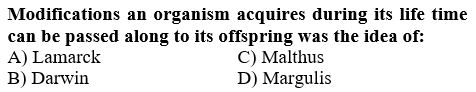 Modifications an organism acquires during its life time
can be passed along to its offspring was the idea of:
A) Lamarck C) Malthus
B) Darwin D) Margulis